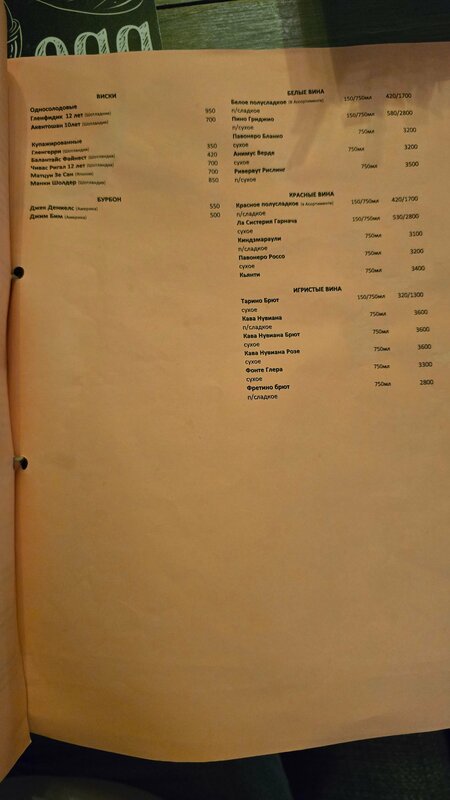 ВИСКИ
Односолодовые
Гленфидих 12 лет (Шотландия) 950
Акентошан 10лет (Шотландия) 700
Купажированные
Гленгерри (Шотландия) 350
Балантайс Файнест (Шотландия) 420
Чивас Ригал 12 лет (Шотландия) 700
Матцуи Зе Сан (Япония) 700
Манки Шолдер (Шотландия) 850
БУРБОН
Джек Дениелс (Америка) 550
Джим Бим (Америка) 500
БЕЛЫЕ ВИНА
Белое полусладкое (в Ассортименте) 150/750мл 420/1700
п/сладкое
Пино Гриджио 150/750мл 580/2800
п/сухое
Павонеро Бланко 750мл 3200
сухое
Анимус Верде 750мл 3200
сухое
Ривераут Рислинг 750мл 3500
п/сухое
КРАСНЫЕ ВИНА
Красное полусладкое (в Ассортименте) 150/750мл 420/1700
п/сладкое
Ла Систерия Гарнача 150/750мл 530/2800
сухое
Киндзмараули 750мл 3100
п/сладкое
Павонеро Россо 750мл 3200
сухое
Кьянти 750мл 3400
ИГРИСТЫЕ ВИНА
Тарино Брют 150/750мл 320/1300
сухое
Кава Нувиана 750мл 3600
п/сладкое
Кава Нувиана Брют 750мл 3600
сухое
Кава Нувиана Розе 750мл 3600
сухое
Фонте Глера 750мл 3300
сухое
Фретино брют 750мл 2800
п/сладкое